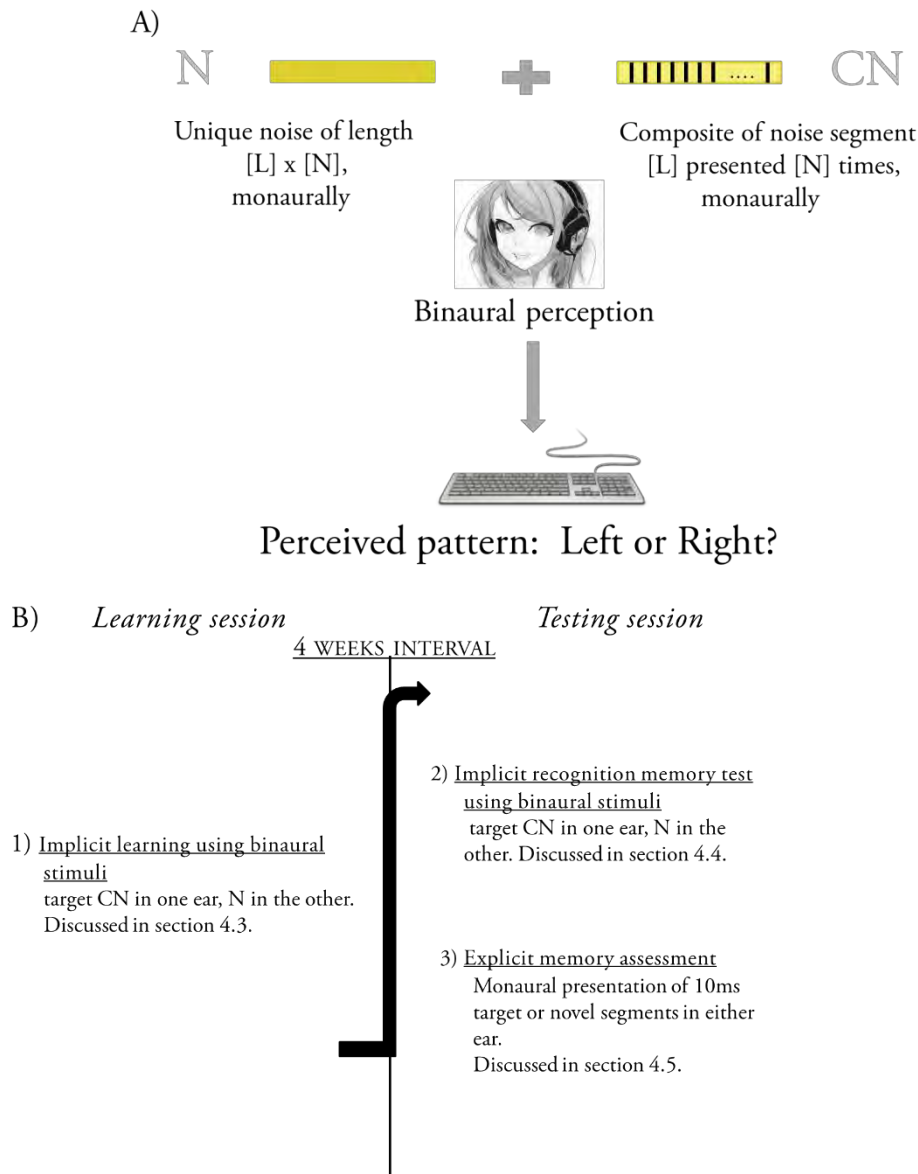 A)
N
CN
Unique noise of length
[L] x [N],
monaurally
Composite of noise segment
[L] presented [N] times,
monaurally
Binaural perception
Perceived pattern: Left or Right?
B)
Learning session
Testing session
4 WEEKS INTERVAL
1) Implicit learning using binaural
stimuli
target CN in one ear, N in the other.
Discussed in section 4.3.
2) Implicit recognition memory test
using binaural stimuli
target CN in one ear, N in the
other. Discussed in section 4.4.
3) Explicit memory assessment
Monaural presentation of 10ms
target or novel segments in either
ear.
Discussed in section 4.5.